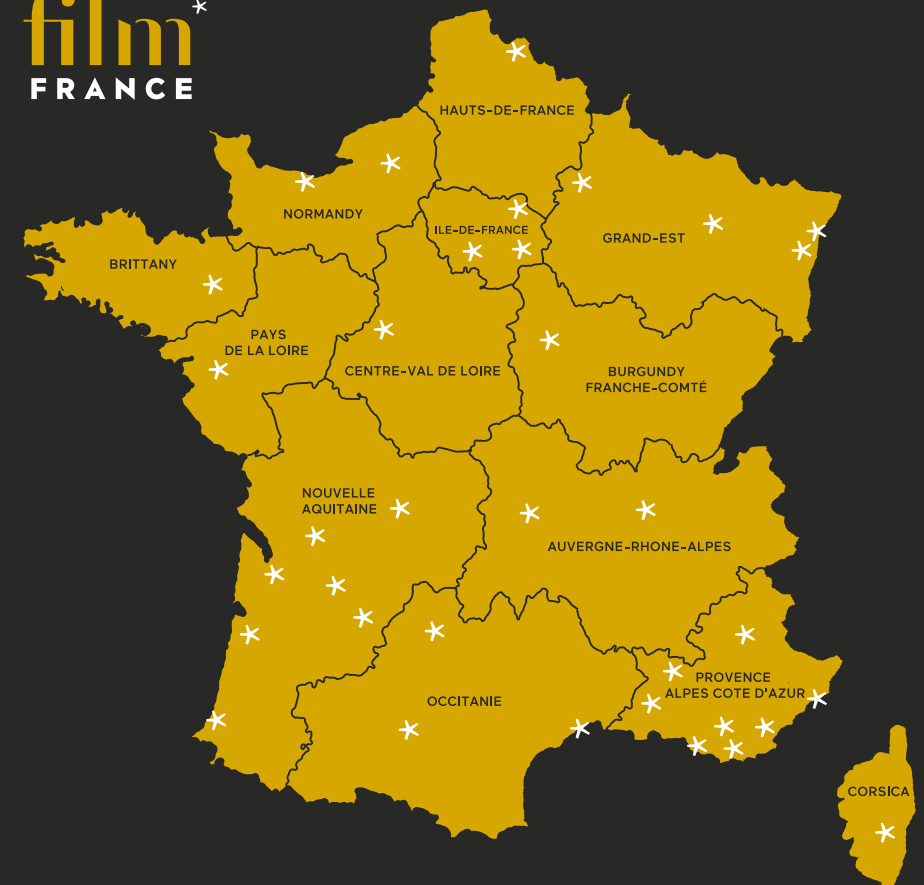 film*
FRANCE
HAUTS-DE-FRANCE
NORMANDY
ILE-DE-FRANCE
GRAND-EST
BRITTANY
PAYS
DE LA LOIRE
CENTRE-VAL DE LOIRE
BURGUNDY
FRANCHE-COMTÉ
NOUVELLE
AQUITAINE
AUVERGNE-RHONE-ALPES
OCCITANIE
PROVENCE
ALPES COTE D'AZUR
CORSICA